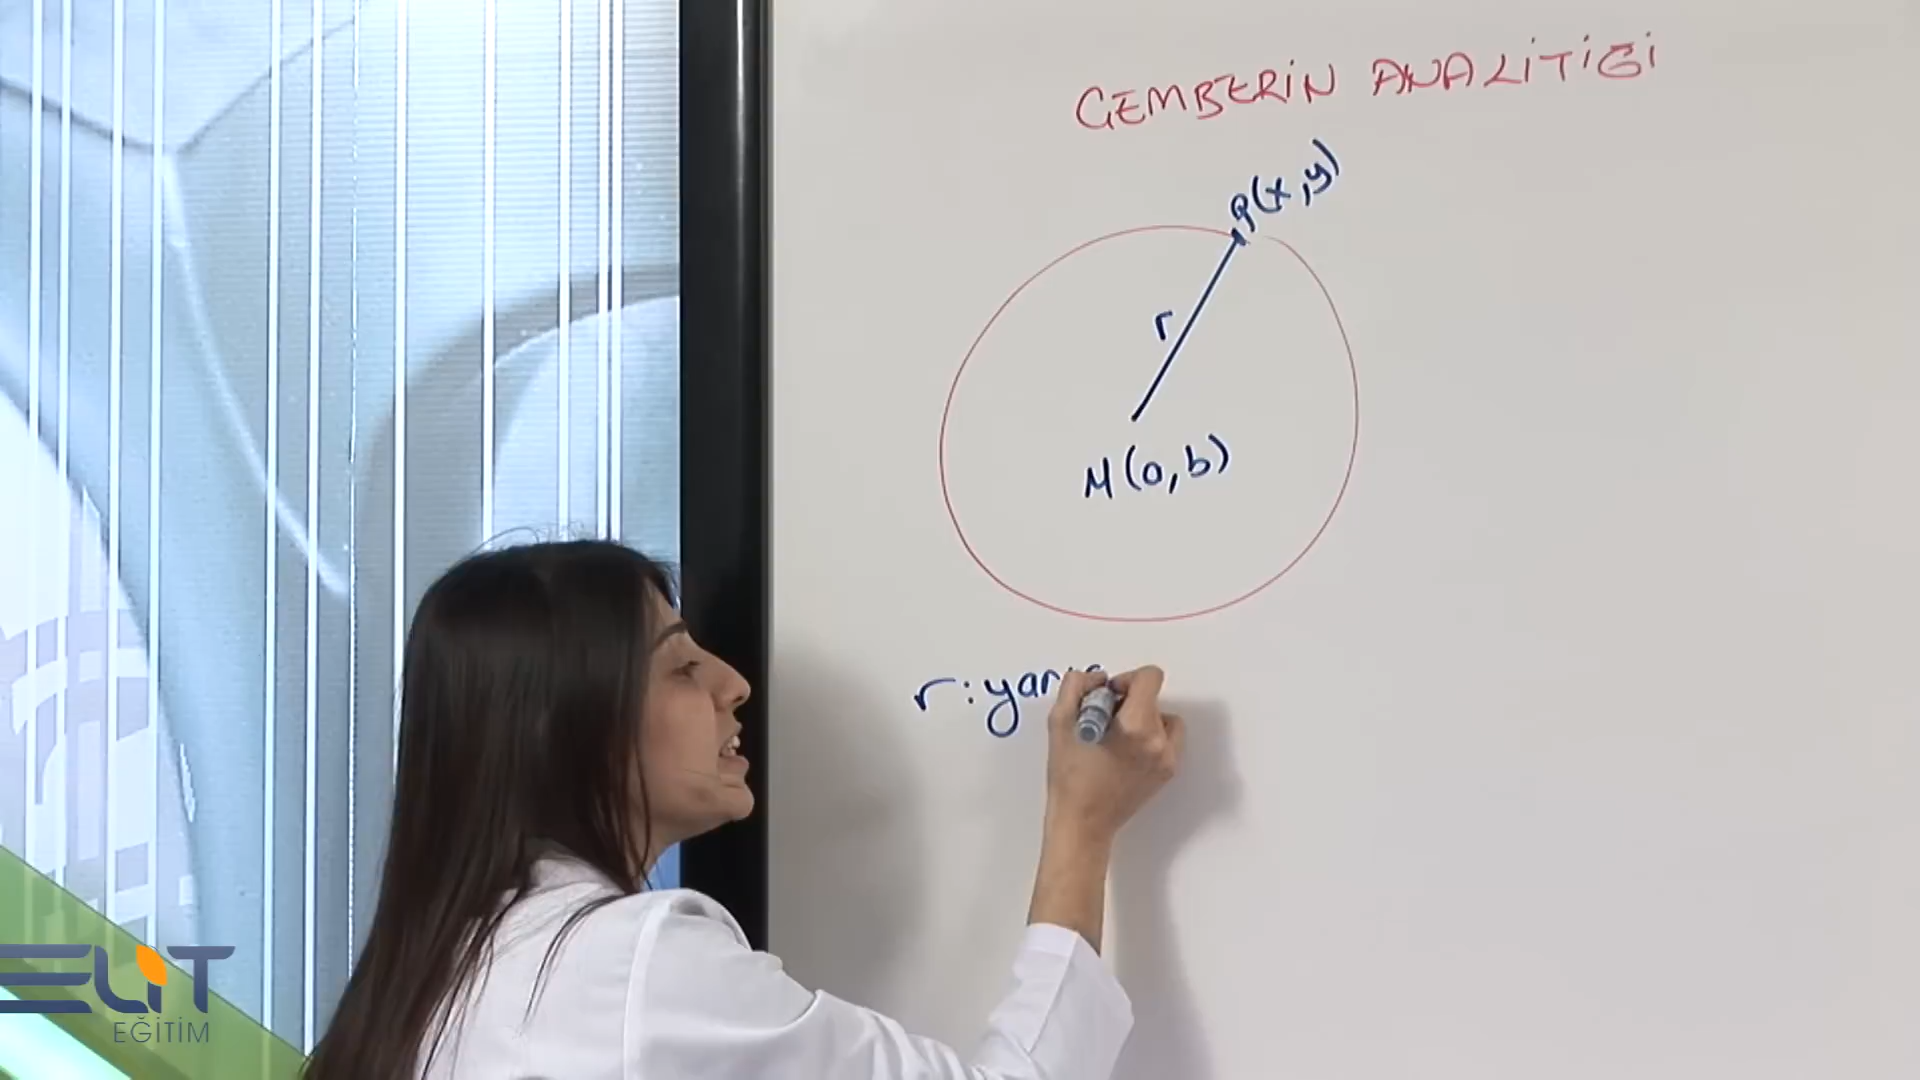 ÇEMBERİN ANALİTİĞİ
P(x,y)
r
M(a,b)
r:yarıç
ELİT
EĞİTİM